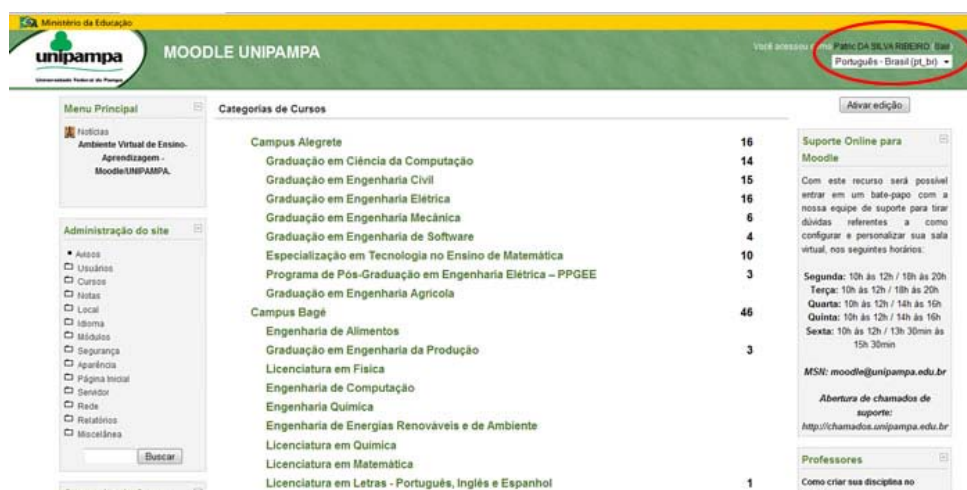 Ministério da Educação
unipampa
Universidade Federal do Pampa
MOODLE UNIPAMPA
Você acessou como Patric DA SILVA RIBEIRO (Sair)
Português - Brasil (pt_br)
Ativar edição
Menu Principal
Notícias
Ambiente Virtual de Ensino-
Aprendizagem -
Moodle/UNIPAMPA.
Administração do site
Avisos
Usuários
Cursos
Notas
Local
Idioma
Módulos
Segurança
Aparência
Página Inicial
Servidor
Rede
Relatórios
Miscelânea
Buscar
Categorias de Cursos
Campus Alegrete 16
Graduação em Ciência da Computação 14
Graduação em Engenharia Civil 15
Graduação em Engenharia Elétrica 16
Graduação em Engenharia Mecânica 6
Graduação em Engenharia de Software 4
Especialização em Tecnologia no Ensino de Matemática 10
Programa de Pós-Graduação em Engenharia Elétrica – PPGEE 3
Graduação em Engenharia Agrícola
Campus Bagé 46
Engenharia de Alimentos
Graduação em Engenharia da Produção 3
Licenciatura em Física
Engenharia de Computação
Engenharia Química
Engenharia de Energias Renováveis e de Ambiente
Licenciatura em Química
Licenciatura em Matemática
Licenciatura em Letras - Português, Inglês e Espanhol 1
Suporte Online para
Moodle
Com este recurso será possível
entrar em um bate-papo com a
nossa equipe de suporte para tirar
dúvidas referentes a como
configurar e personalizar sua sala
virtual, nos seguintes horários:
Segunda: 10h às 12h / 18h às 20h
Terça: 10h às 12h / 18h às 20h
Quarta: 10h às 12h / 14h às 16h
Quinta: 10h às 12h / 14h às 16h
Sexta: 10h às 12h / 13h 30min às
15h 30min
MSN: moodle@unipampa.edu.br
Abertura de chamados de
suporte:
http://chamados.unipampa.edu.br
Professores
Como criar sua disciplina no